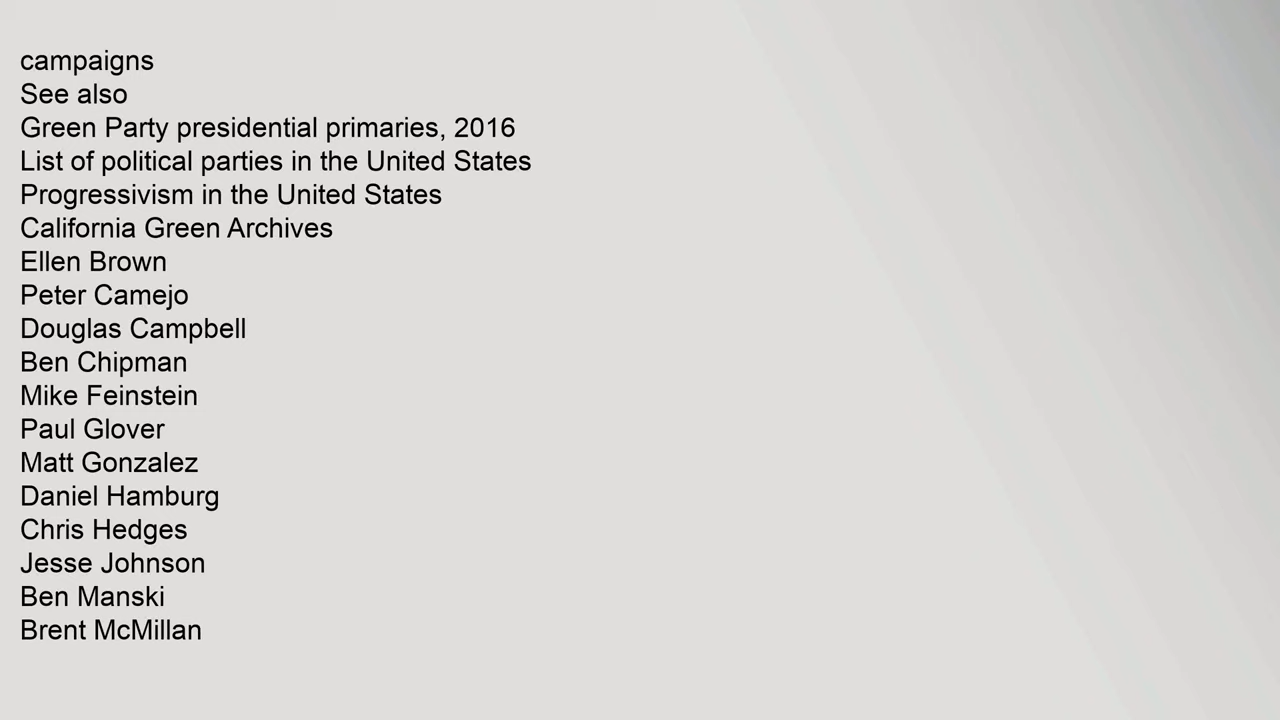 campaigns
See also
Green Party presidential primaries, 2016
List of political parties in the United States
Progressivism in the United States
California Green Archives
Ellen Brown
Peter Camejo
Douglas Campbell
Ben Chipman
Mike Feinstein
Paul Glover
Matt Gonzalez
Daniel Hamburg
Chris Hedges
Jesse Johnson
Ben Manski
Brent McMillan